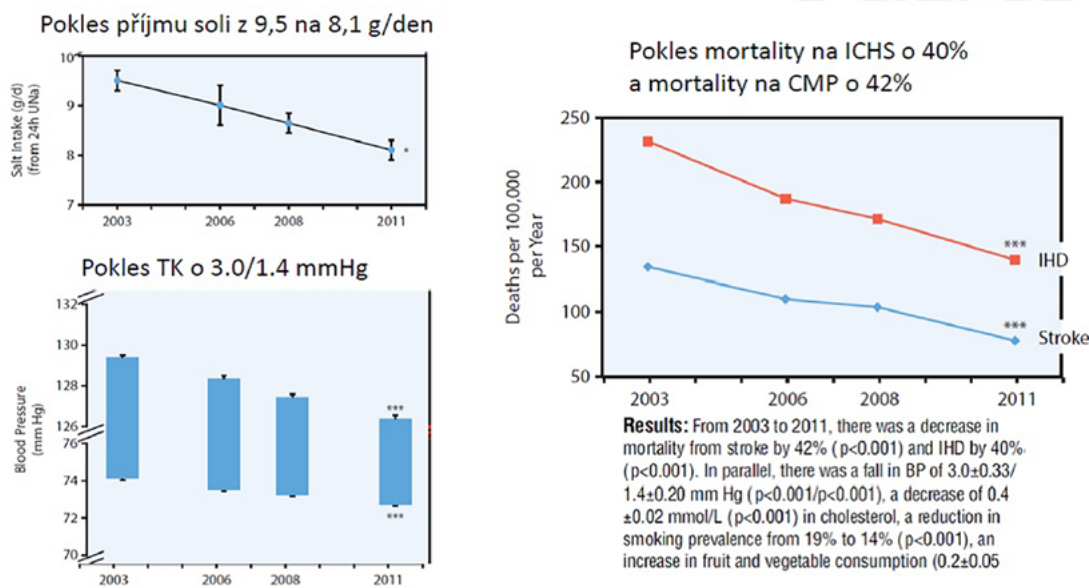 Pokles příjmu soli z 9,5 na 8,1 g/den
10
9
8
7
Salt Intake (g/d)
(from 24h UNa)
*
2003 2006 2008 2011
Pokles TK o 3.0/1.4 mmHg
132
130
128
126
76
74
72
70
Blood Pressure
(mm Hg)
***
***
2003 2006 2008 2011
Pokles mortality na ICHS o 40%
a mortality na CMP o 42%
250
200
150
100
50
Deaths per 100,000
per Year
***
IHD
***
Stroke
2003 2006 2008 2011
Results: From 2003 to 2011, there was a decrease in
mortality from stroke by 42% (p<0.001) and IHD by 40%
(p<0.001). In parallel, there was a fall in BP of 3.0±0.33/
1.4±0.20 mm Hg (p<0.001/p<0.001), a decrease of 0.4
±0.02 mmol/L (p<0.001) in cholesterol, a reduction in
smoking prevalence from 19% to 14% (p<0.001), an
increase in fruit and vegetable consumption (0.2±0.05